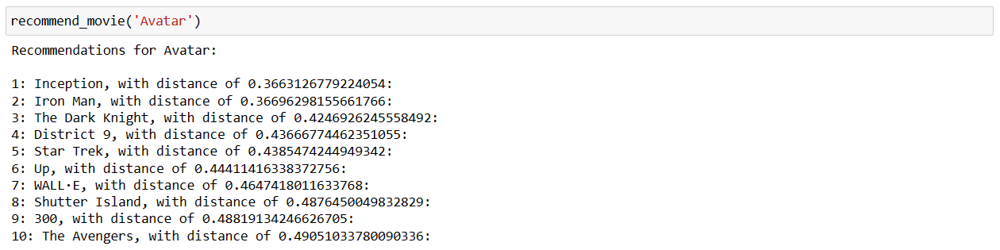 recommend_movie('Avatar')
Recommendations for Avatar:
1: Inception, with distance of 0.3663126779224054:
2: Iron Man, with distance of 0.36696298155661766:
3: The Dark Knight, with distance of 0.4246926245558492:
4: District 9, with distance of 0.43666774462351055:
5: Star Trek, with distance of 0.4385474244949342:
6: Up, with distance of 0.44411416338372756:
7: WALL·E, with distance of 0.4647418011633768:
8: Shutter Island, with distance of 0.4876450049832829:
9: 300, with distance of 0.48819134246626705:
10: The Avengers, with distance of 0.49051033780090336: